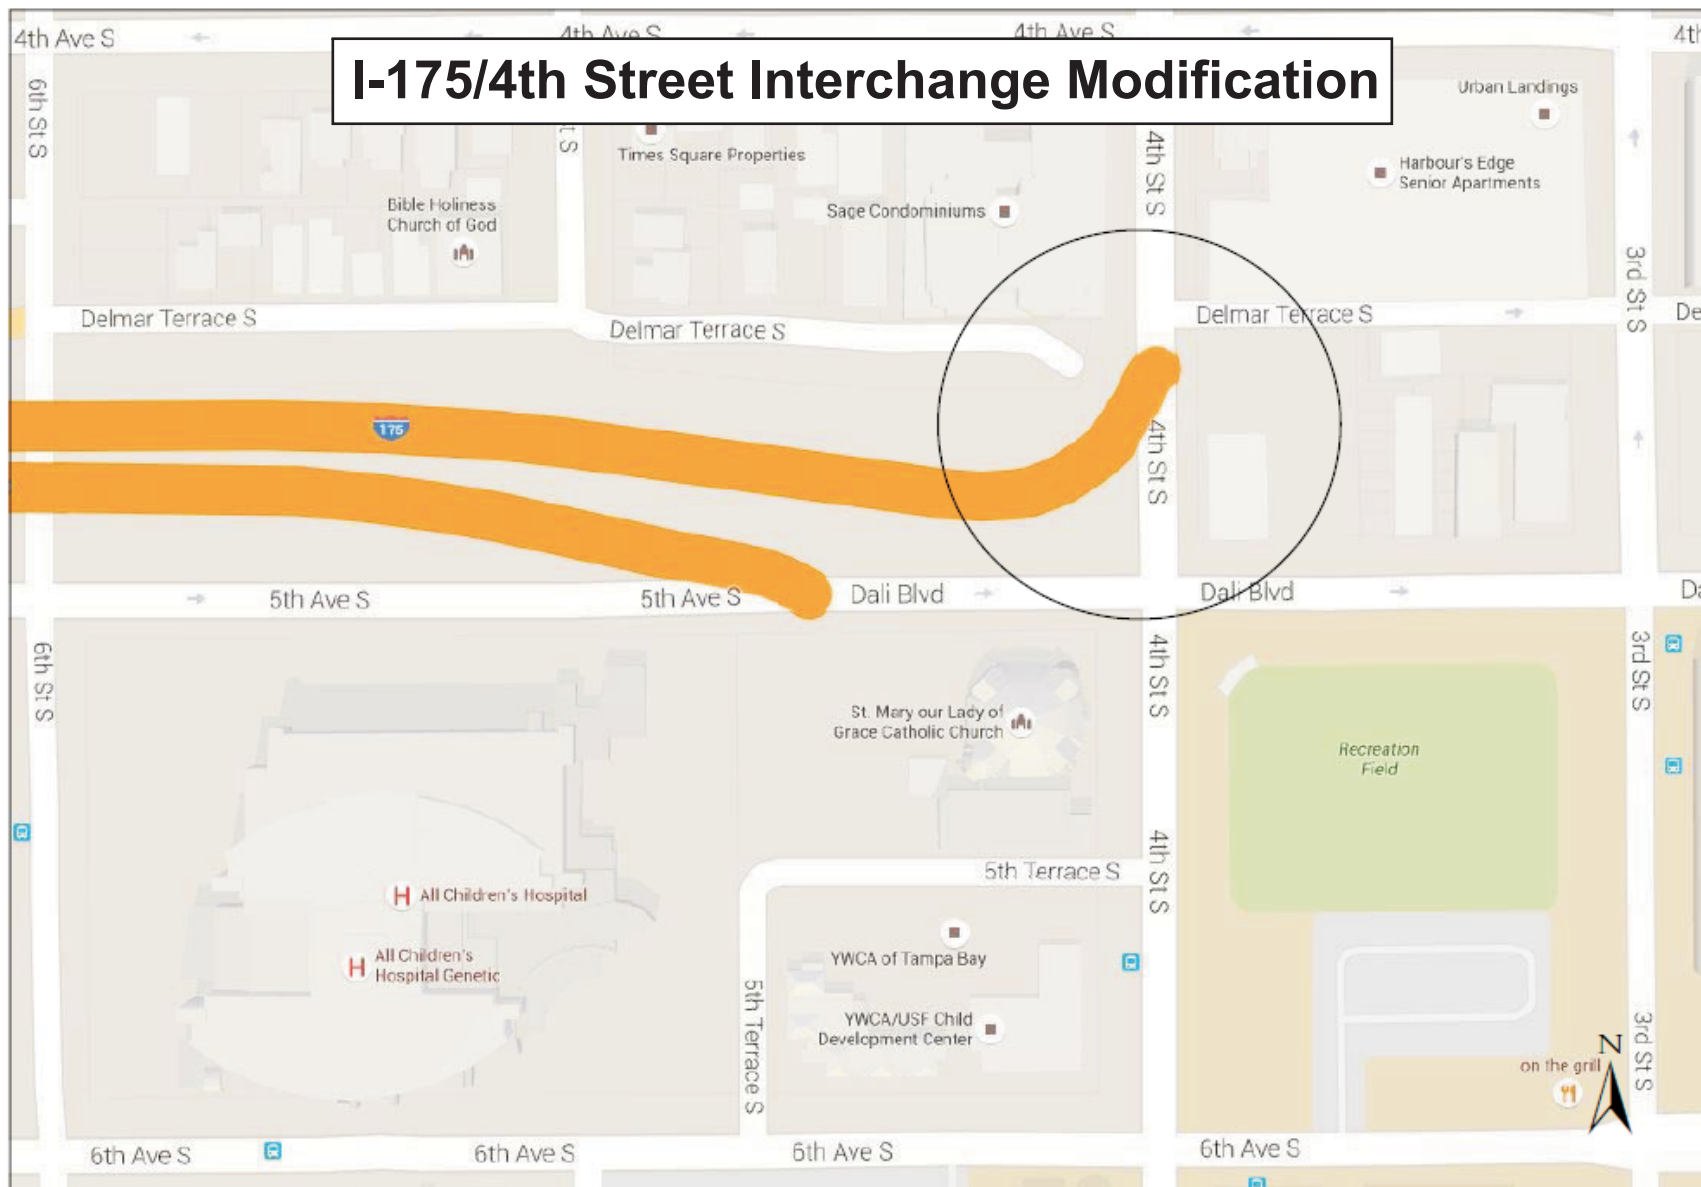 4th Ave S
4th Ave S
4th Ave S
4th
I-175/4th Street Interchange Modification
6th St S
t S
4th St S
Urban Landings
Times Square Properties
Harbour's Edge
Senior Apartments
Bible Holiness
Church of God
Sage Condominiums
3rd St S
Delmar Terrace S
Delmar Terrace S
Delmar Terrace S
De
175
4th St S
5th Ave S
5th Ave S
Dali Blvd
Dali Blvd
Da
6th St S
4th St S
3rd St S
St. Mary our Lady of
Grace Catholic Church
Recreation
Field
4th St S
5th Terrace S
H
All Children's Hospital
H
All Children's
Hospital Genetic
YWCA of Tampa Bay
YWCA/USF Child
Development Center
5th Terrace S
3rd St S
N
on the grill
6th Ave S
6th Ave S
6th Ave S
6th Ave S